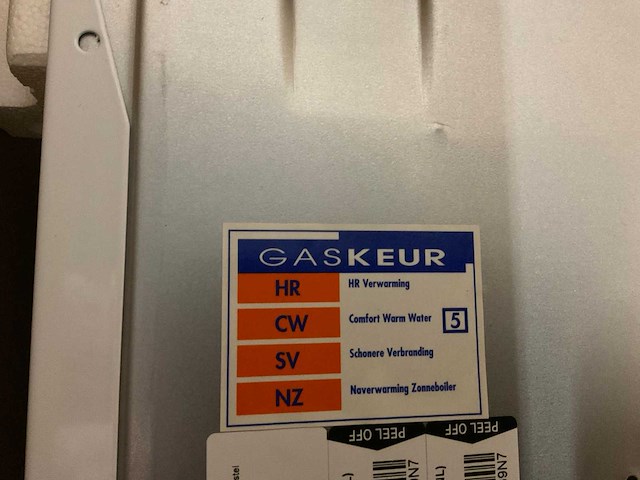 GASKEUR
HR HR Verwarming
CW Comfort Warm Water 5
SV Schonere Verbranding
NZ Naverwarming Zonneboiler
PEEL OFF PEEL OFF